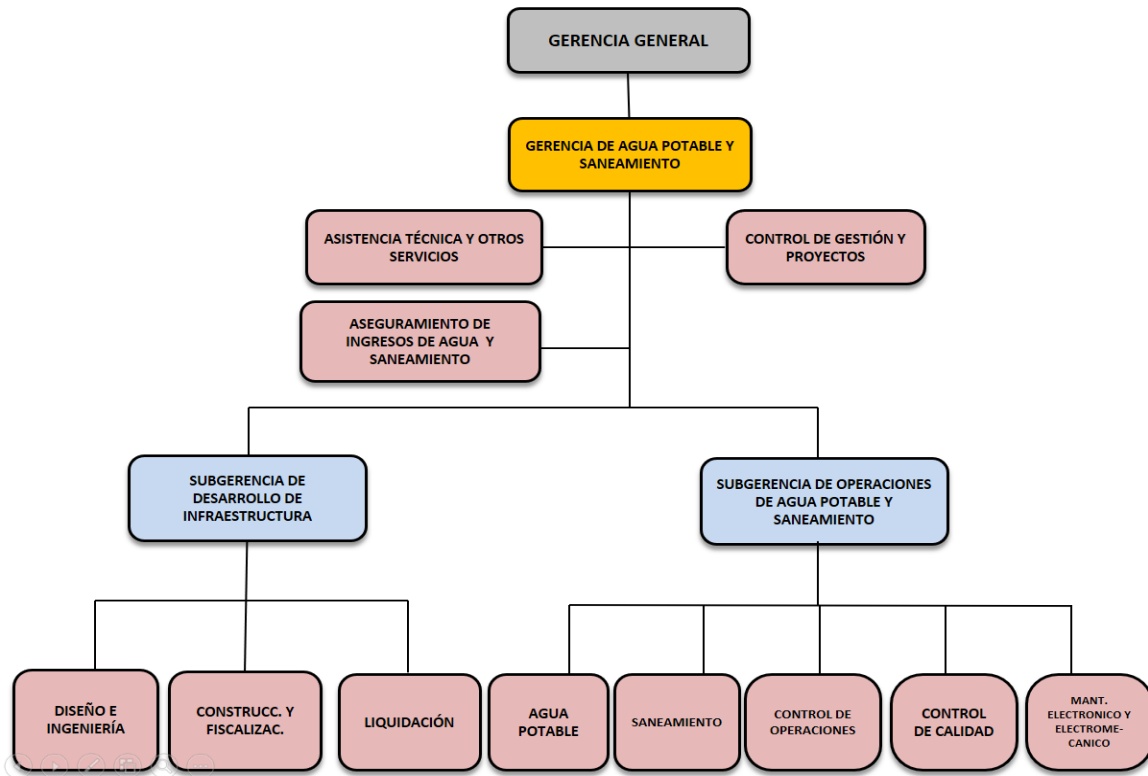 GERENCIA GENERAL
GERENCIA DE AGUA POTABLE Y
SANEAMIENTO
ASISTENCIA TÉCNICA Y OTROS
SERVICIOS
CONTROL DE GESTIÓN Y
PROYECTOS
ASEGURAMIENTO DE
INGRESOS DE AGUA Y
SANEAMIENTO
SUBGERENCIA DE
DESARROLLO DE
INFRAESTRUCTURA
SUBGERENCIA DE OPERACIONES
DE AGUA POTABLE Y
SANEAMIENTO
DISEÑO E
INGENIERÍA
CONSTRUCC. Y
FISCALIZAC.
LIQUIDACIÓN
AGUA
POTABLE
SANEAMIENTO
CONTROL DE
OPERACIONES
CONTROL
DE CALIDAD
MANT.
ELECTRONICO Y
ELECTROME-
CANICO